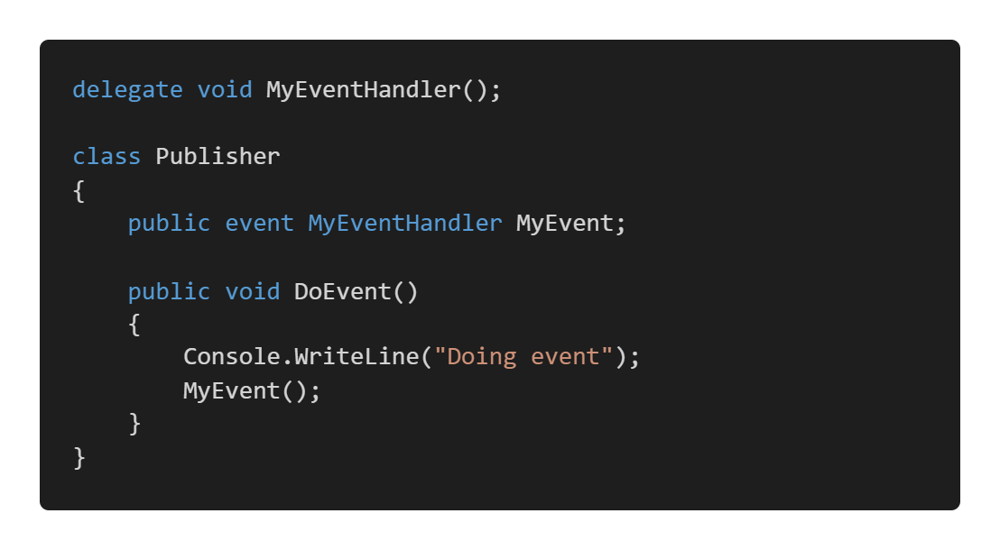 delegate void MyEventHandler();

class Publisher
{
    public event MyEventHandler MyEvent;

    public void DoEvent()
    {
        Console.WriteLine("Doing event");
        MyEvent();
    }
}